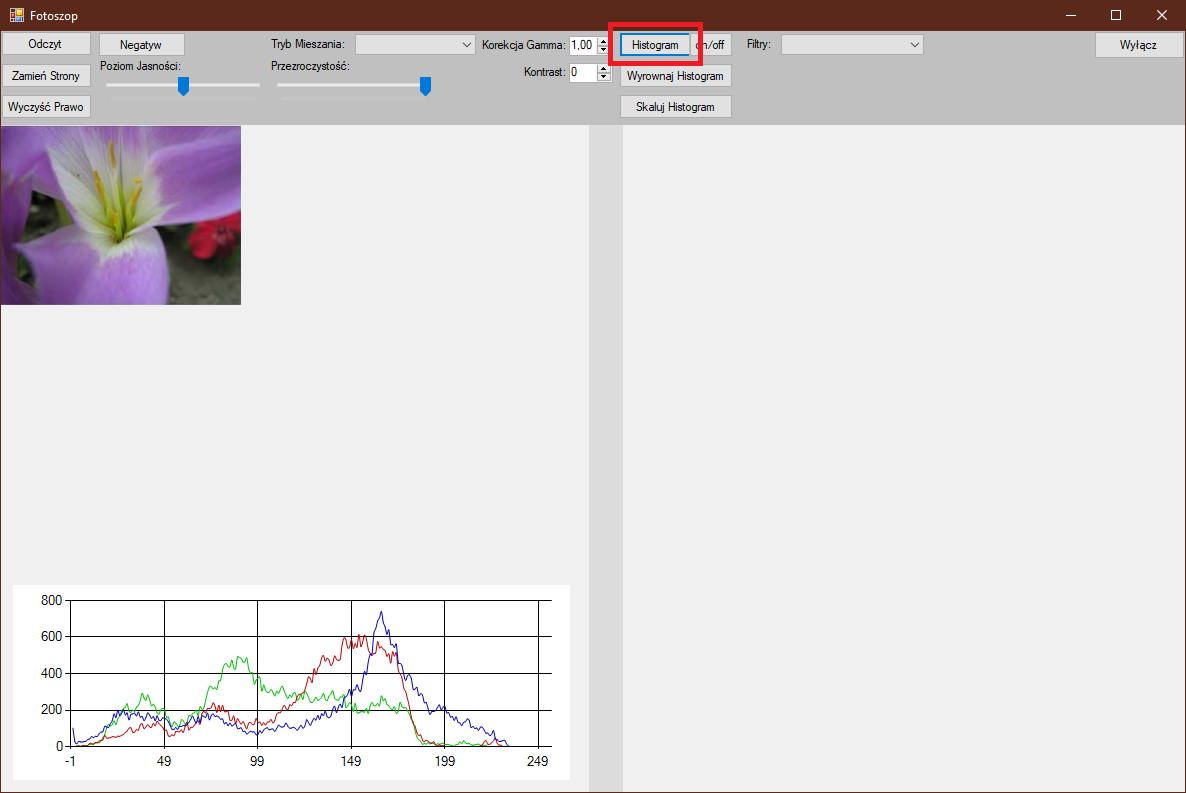 Fotoszop
Odczyt
Negatyw
Tryb Mieszania:
Korekcja Gamma: 1,00
Histogram
n/off
Filtry:
Wyłącz
Zamień Strony
Poziom Jasności:
Przezroczystość:
Kontrast: 0
Wyrownaj Histogram
Wyczyść Prawo
Skaluj Histogram
800
600
400
200
0
-1 49 99 149 199 249